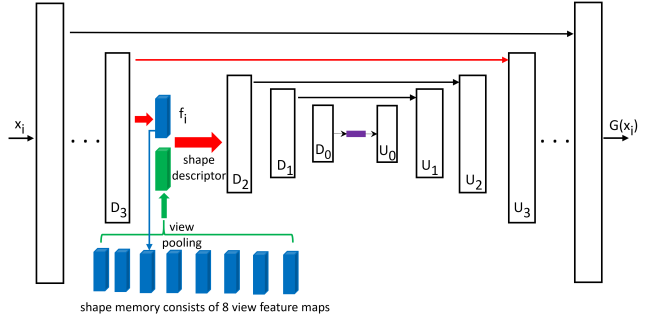 x_i
G(x_i)
. . .
. . .
f_i
shape
descriptor
D_3
D_2
D_1
D_0
U_0
U_1
U_2
U_3
view
pooling
shape memory consists of 8 view feature maps